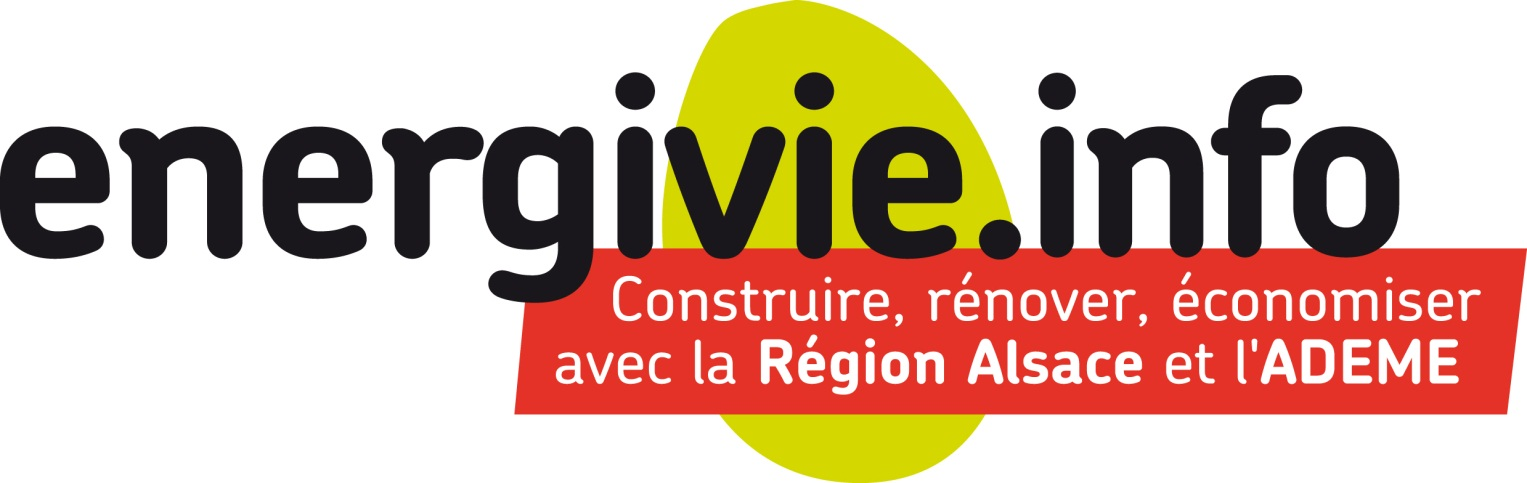 energivie.info
Construire, rénover, économiser
avec la Région Alsace et l'ADEME